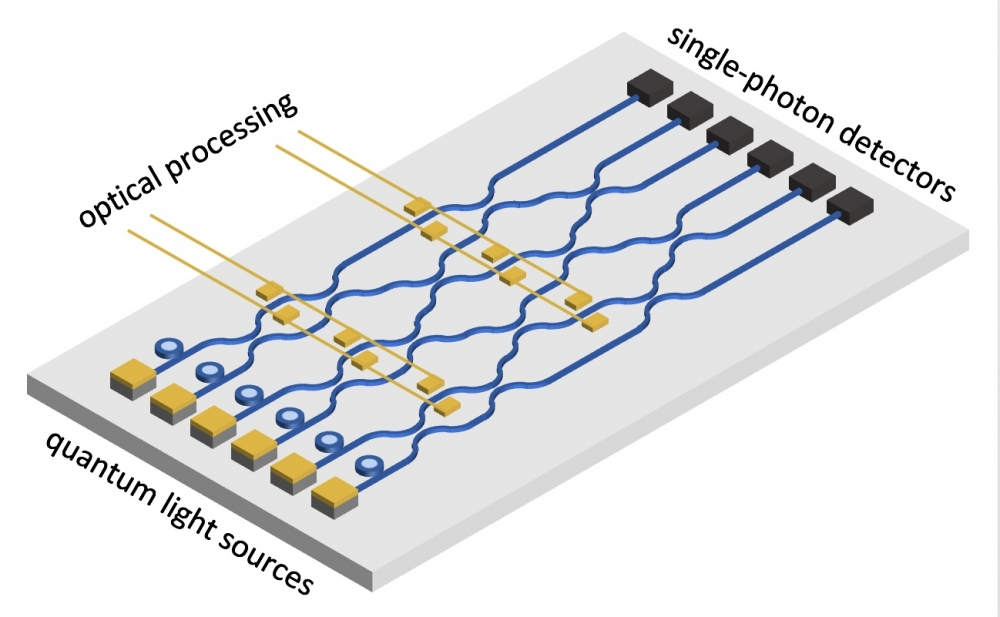 single-photon detectors
optical processing
quantum light sources